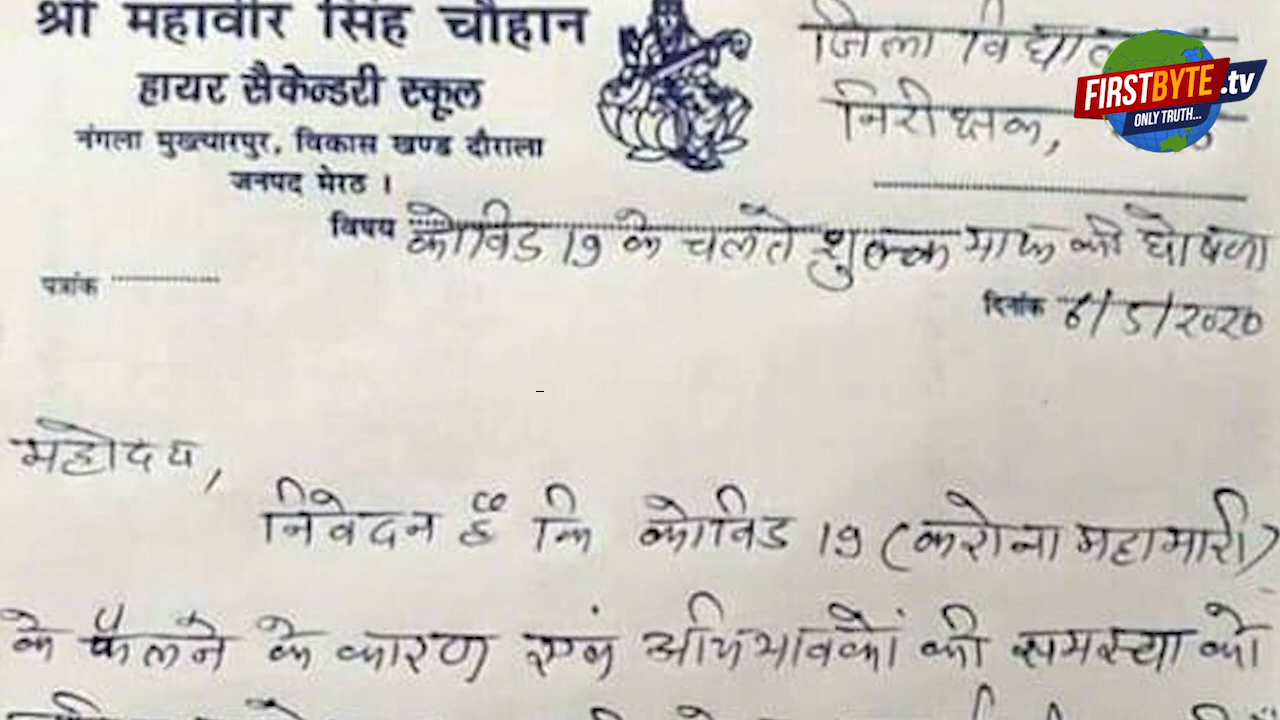 श्री महावीर सिंह चौहान
हायर सैकेन्डरी स्कूल
नंगला मुख्त्यारपुर, विकास खण्ड दौराला
जनपद मेरठ ।
जिला विद्यालय
निरीक्षक,
FIRSTBYTE.tv
ONLY TRUTH...
विषय कोविड 19 के चलते शुल्क माफ की घोषणा
पत्रांक
दिनांक ४/5/2020
महोदय,
निवेदन है कि कोविड 19 (करोना महामारी)
के फैलने के कारण एवं अभिभावकों की समस्या को